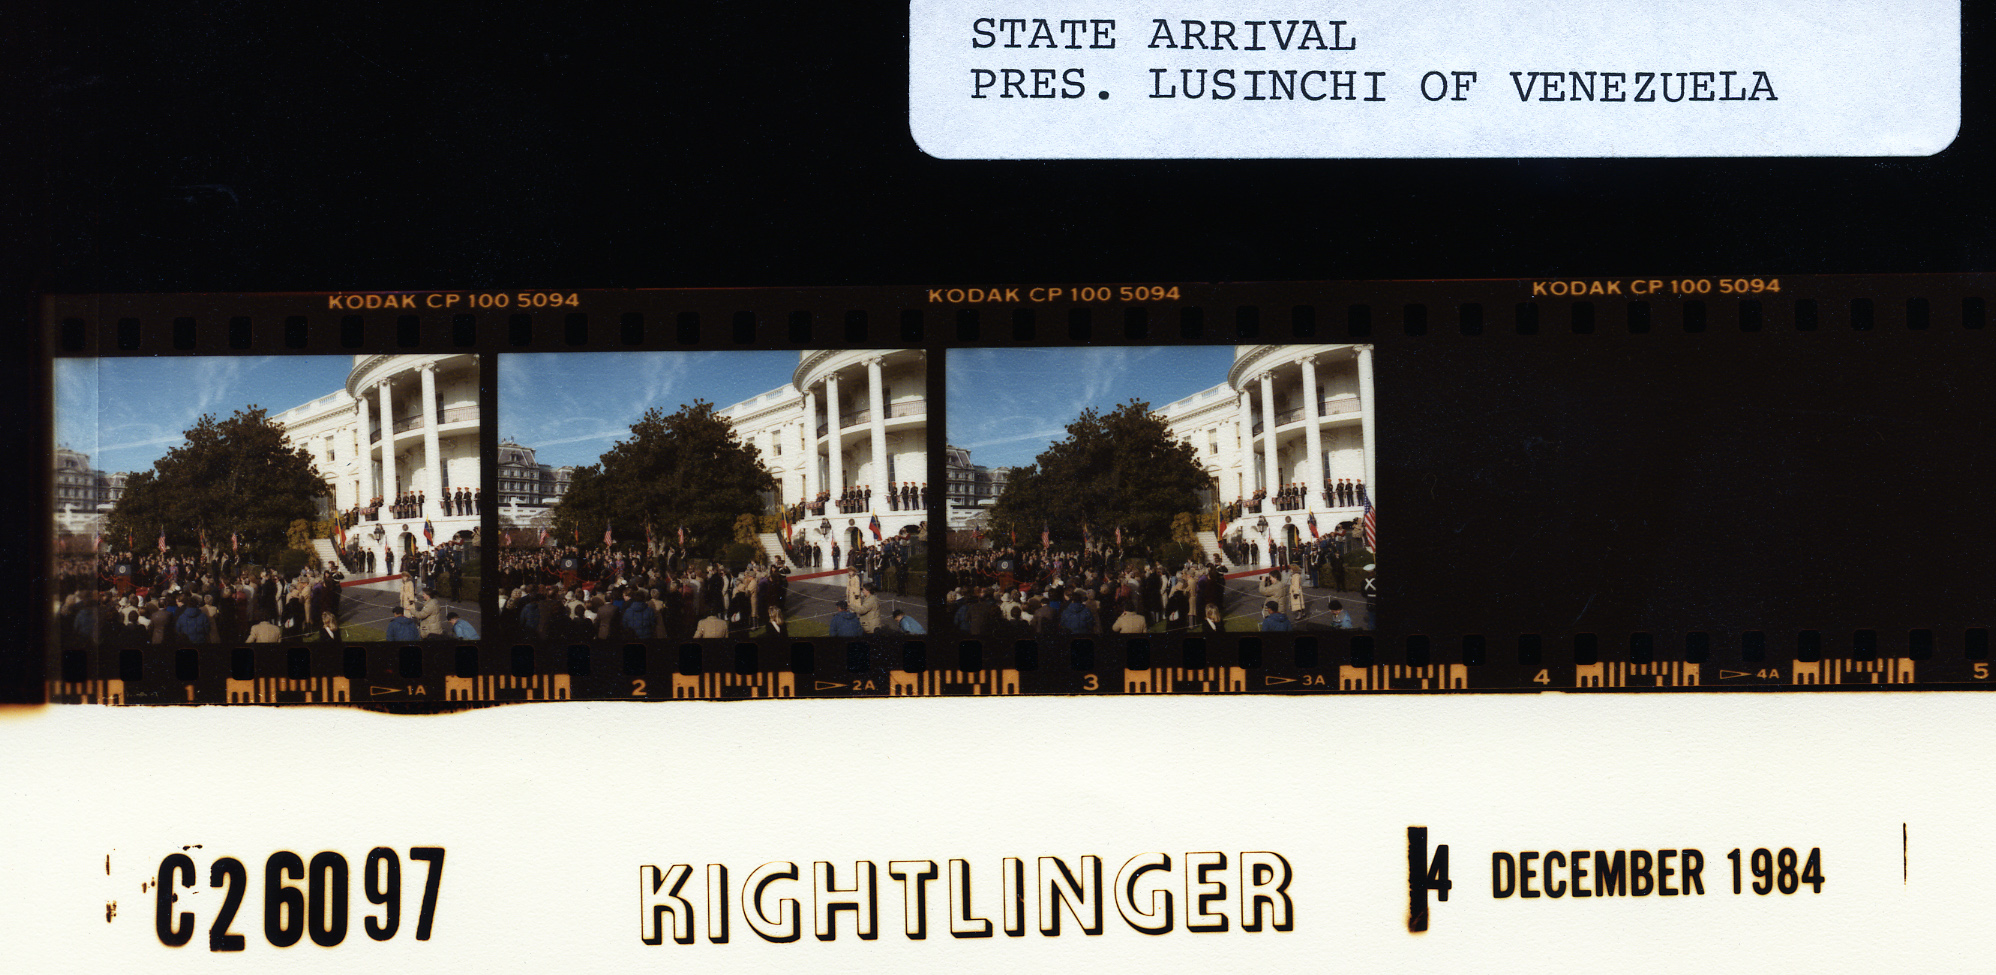 STATE ARRIVAL
PRES. LUSINCHI OF VENEZUELA
KODAK CP 100 5094 KODAK CP 100 5094 KODAK CP 100 5094
1 1A 2 2A 3 3A 4 4A 5
C26097 KIGHTLINGER 4 DECEMBER 1984